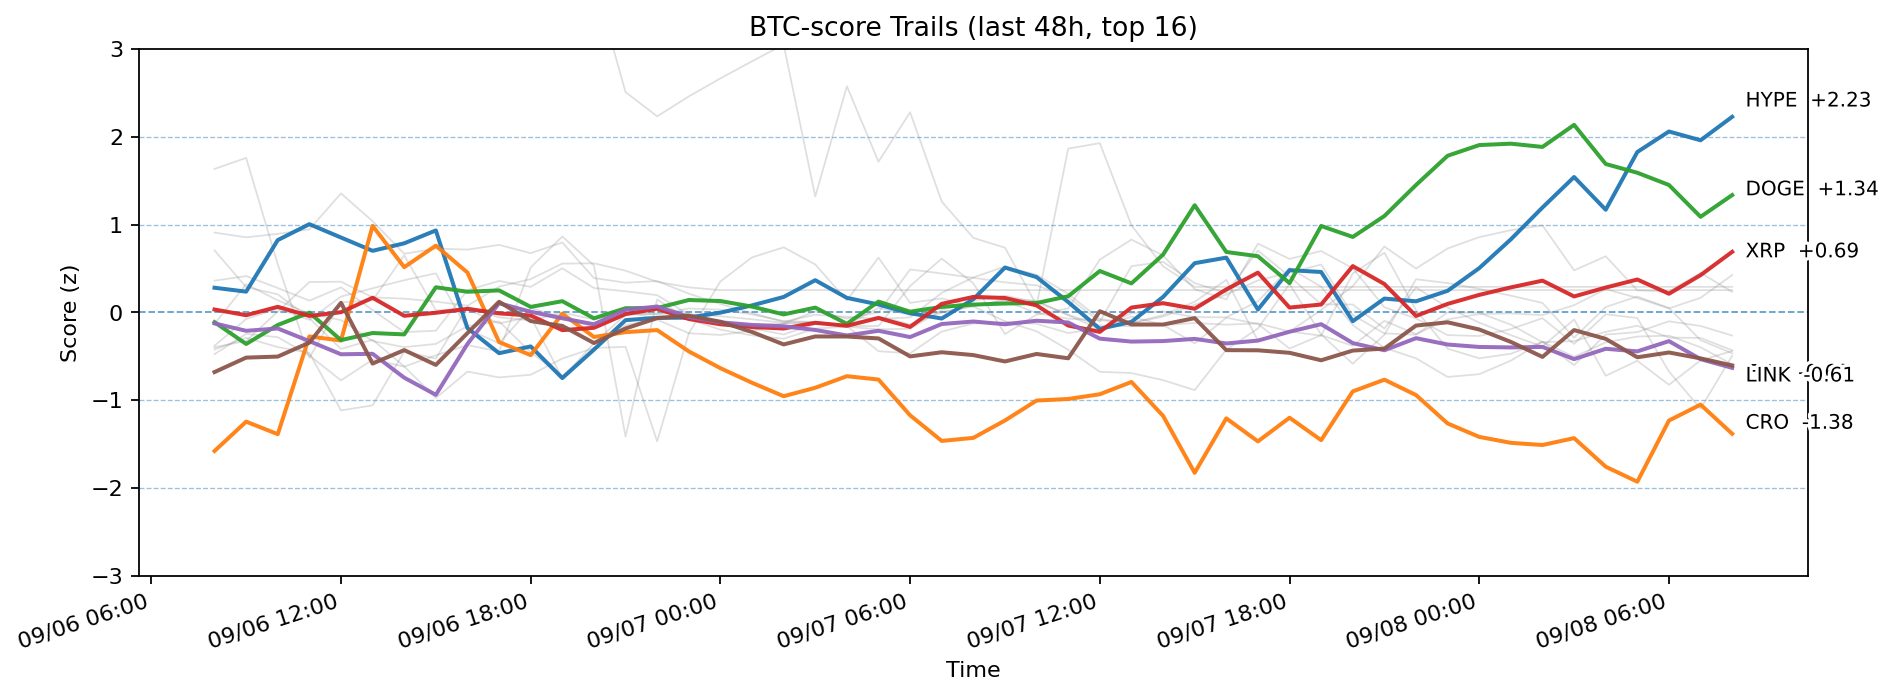 BTC-score Trails (last 48h, top 16)
Score (z)
3
2
1
0
−1
−2
−3
HYPE +2.23
DOGE +1.34
XRP +0.69
LINK -0.61
CRO -1.38
09/06 06:00
09/06 12:00
09/06 18:00
09/07 00:00
09/07 06:00
09/07 12:00
09/07 18:00
09/08 00:00
09/08 06:00
Time